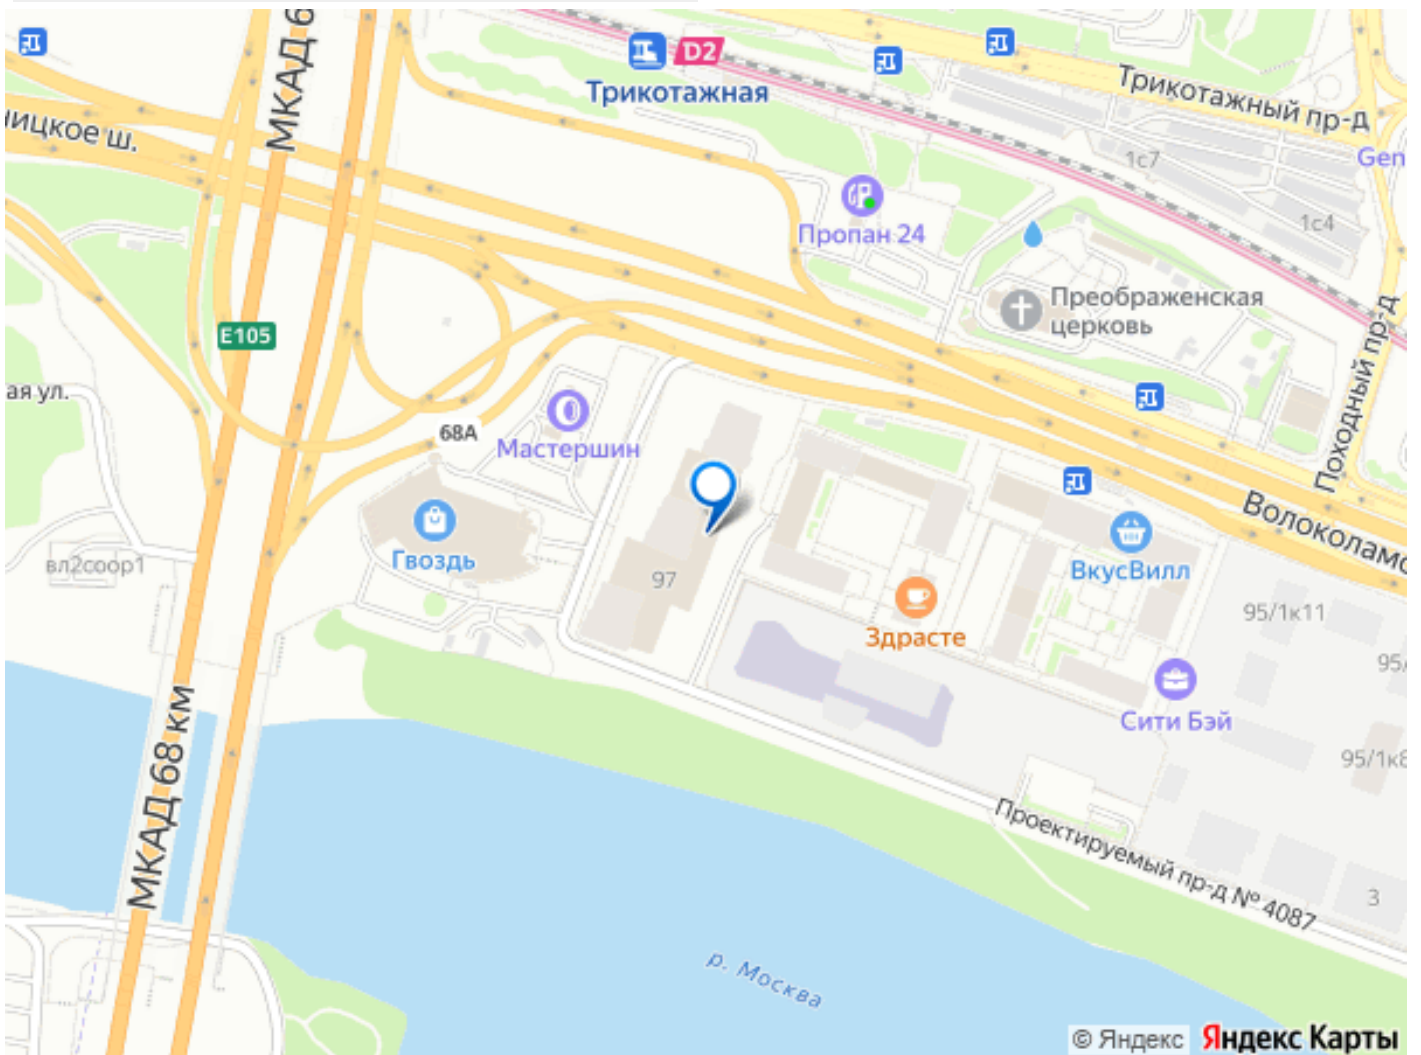 МКАД 6
D2
Трикотажная
Трикотажный пр-д
ницкое ш.
1с7
Gen
Пропан 24
1с4
Преображенская
церковь
E105
Походный пр-д
ая ул.
68А
Мастершин
Волоколамс
Гвоздь
вл2соор1
97
ВкусВилл
Здрасте
95/1к11
95/
Сити Бэй
МКАД 68 км
95/1к8
Проектируемый пр-д № 4087
3
р. Москва
© Яндекс Яндекс Карты